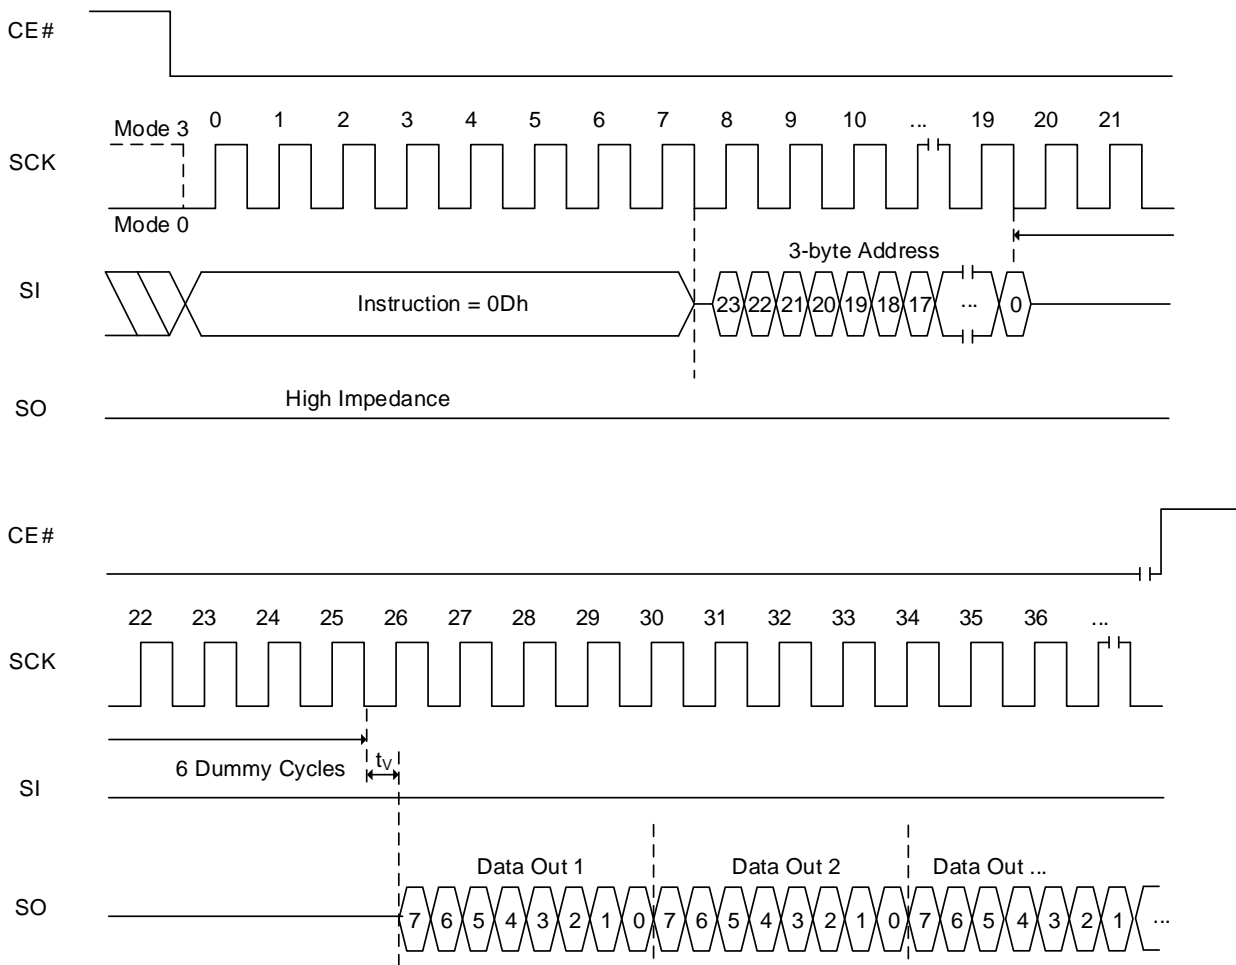 CE#
0 1 2 3 4 5 6 7 8 9 10 ... 19 20 21
Mode 3
SCK
Mode 0
3-byte Address
SI
Instruction = 0Dh
23 22 21 20 19 18 17 ... 0
High Impedance
SO
CE#
22 23 24 25 26 27 28 29 30 31 32 33 34 35 36 ...
SCK
6 Dummy Cycles
tV
SI
Data Out 1 Data Out 2 Data Out ...
SO
7 6 5 4 3 2 1 0 7 6 5 4 3 2 1 0 7 6 5 4 3 2 1 ...